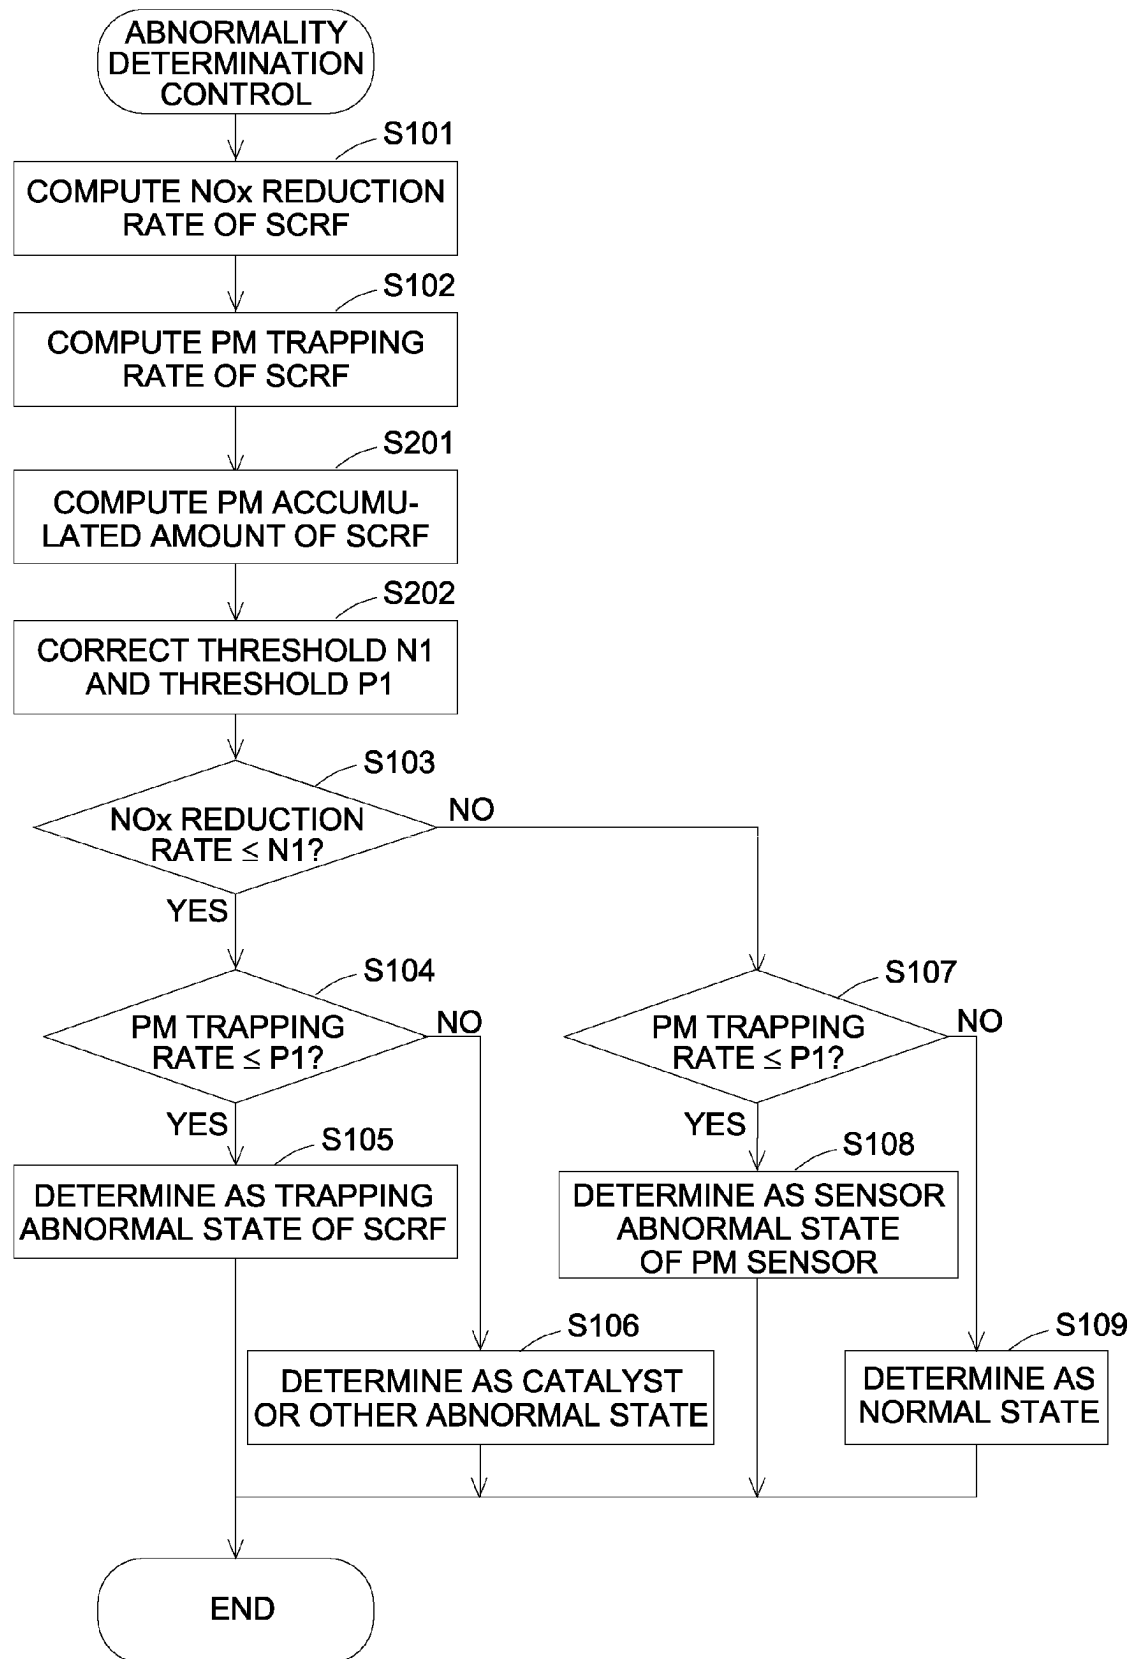 ABNORMALITY
DETERMINATION
CONTROL
S101
COMPUTE NOx REDUCTION
RATE OF SCRF
S102
COMPUTE PM TRAPPING
RATE OF SCRF
S201
COMPUTE PM ACCUMU-
LATED AMOUNT OF SCRF
S202
CORRECT THRESHOLD N1
AND THRESHOLD P1
S103
NOx REDUCTION
RATE ≤ N1?
NO
YES
S104
PM TRAPPING
RATE ≤ P1?
NO
YES
S107
PM TRAPPING
RATE ≤ P1?
NO
YES
S105
DETERMINE AS TRAPPING
ABNORMAL STATE OF SCRF
S108
DETERMINE AS SENSOR
ABNORMAL STATE
OF PM SENSOR
S106
DETERMINE AS CATALYST
OR OTHER ABNORMAL STATE
S109
DETERMINE AS
NORMAL STATE
END